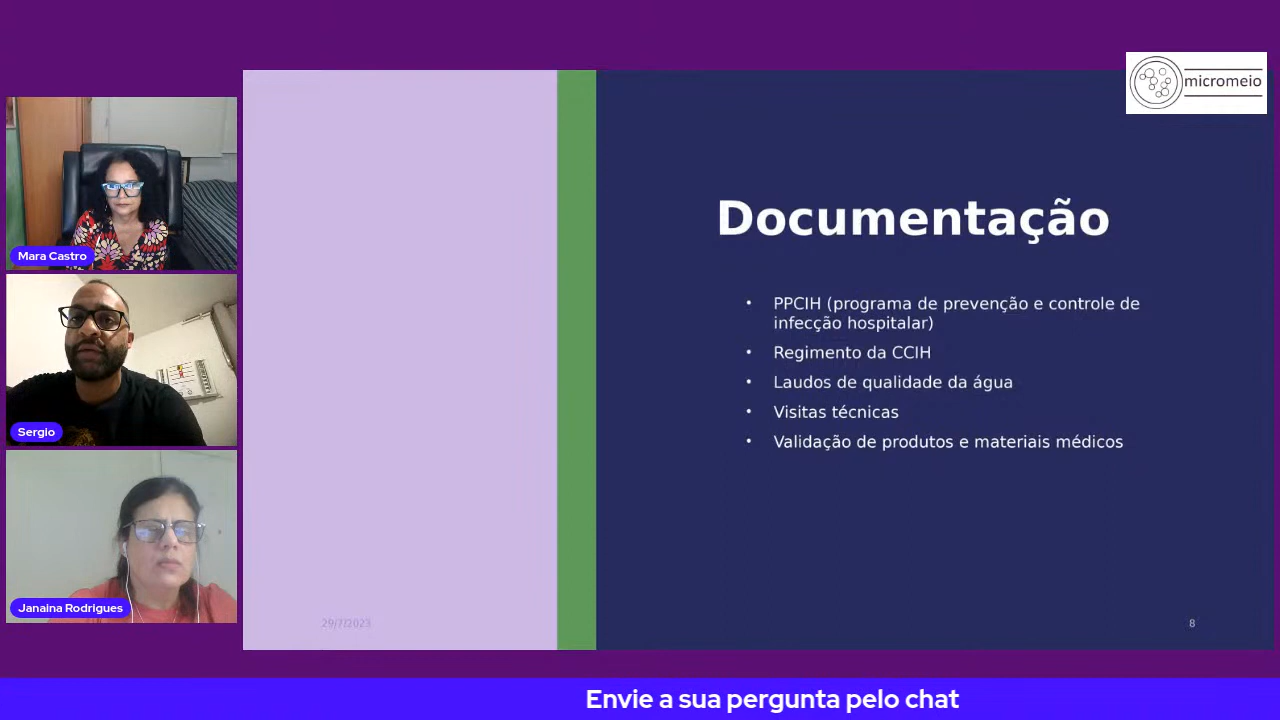 micromeio
Mara Castro
Sergio
Janaina Rodrigues
Documentação
• PPCIH (programa de prevenção e controle de
infecção hospitalar)
• Regimento da CCIH
• Laudos de qualidade da água
• Visitas técnicas
• Validação de produtos e materiais médicos
29/7/2023
8
Envie a sua pergunta pelo chat